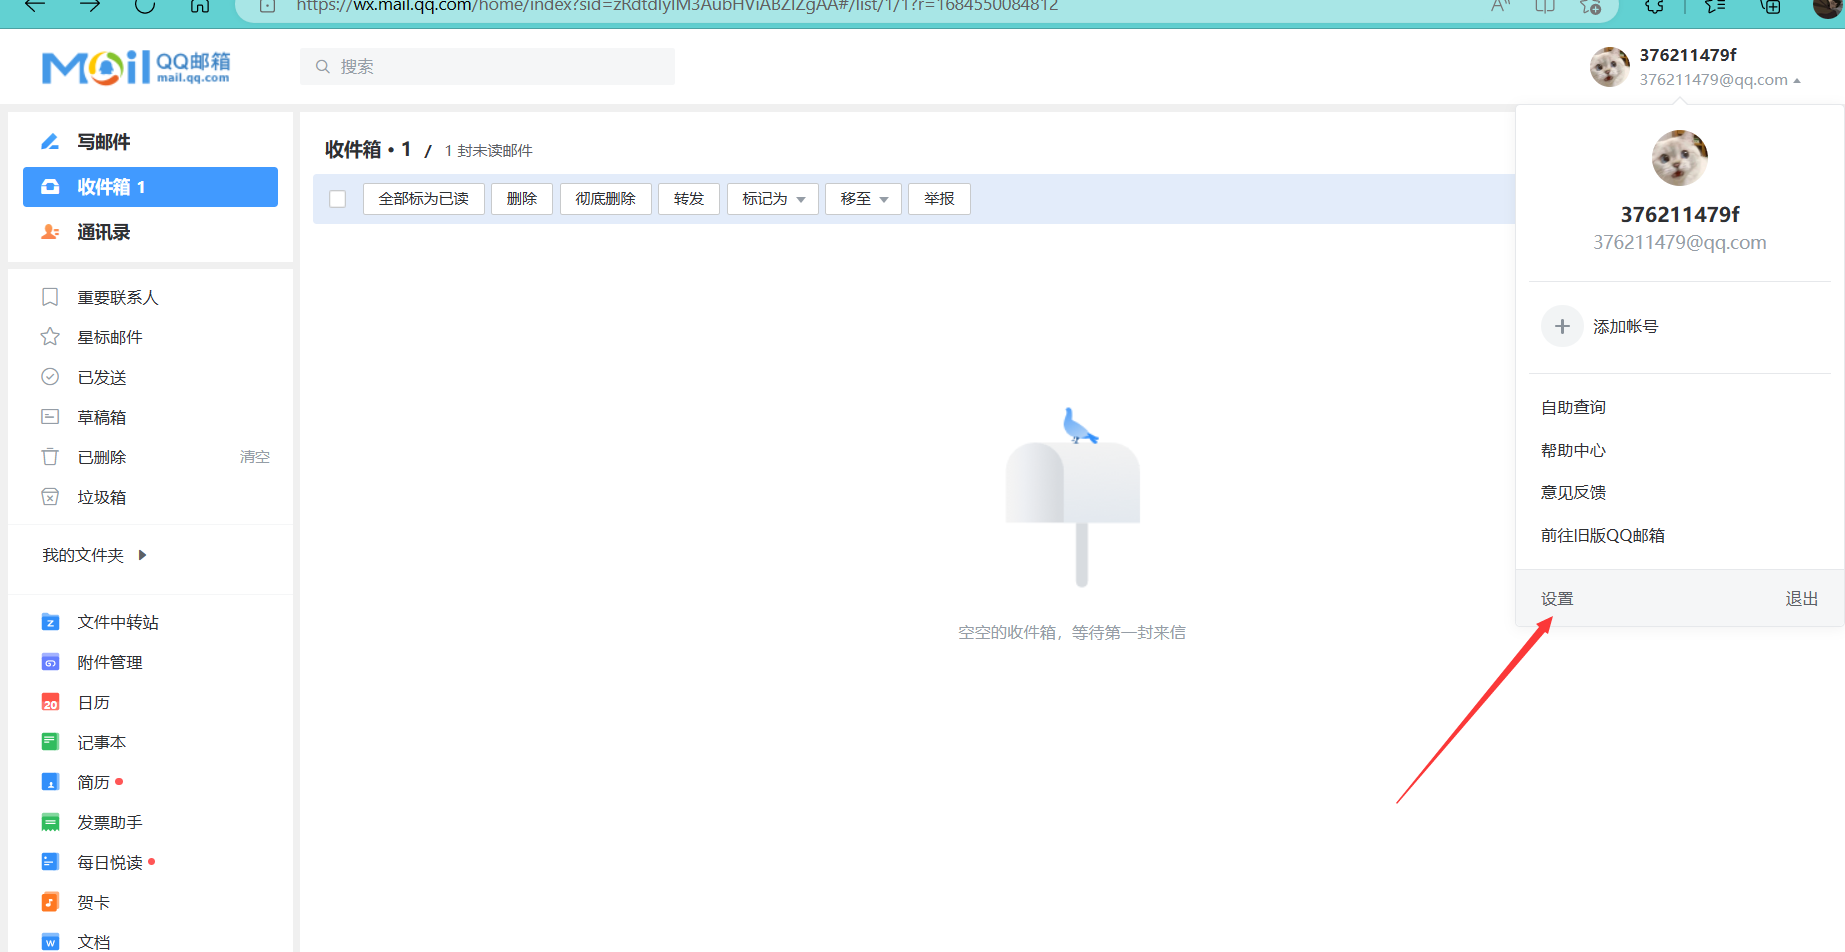 https://wx.mail.qq.com/home/index?sid=zRdtdIyIM3AubHViABZIZgAA#/list/1/1?r=1684550084812
Mail QQ邮箱
mail.qq.com
搜索
376211479f
376211479@qq.com
写邮件
收件箱 1
通讯录
重要联系人
星标邮件
已发送
草稿箱
已删除 清空
垃圾箱
我的文件夹
文件中转站
附件管理
20 日历
记事本
简历
发票助手
每日悦读
贺卡
文档
收件箱 · 1 / 1 封未读邮件
全部标为已读 删除 彻底删除 转发 标记为 移至 举报
空空的收件箱，等待第一封来信
376211479f
376211479@qq.com
添加帐号
自助查询
帮助中心
意见反馈
前往旧版QQ邮箱
设置 退出